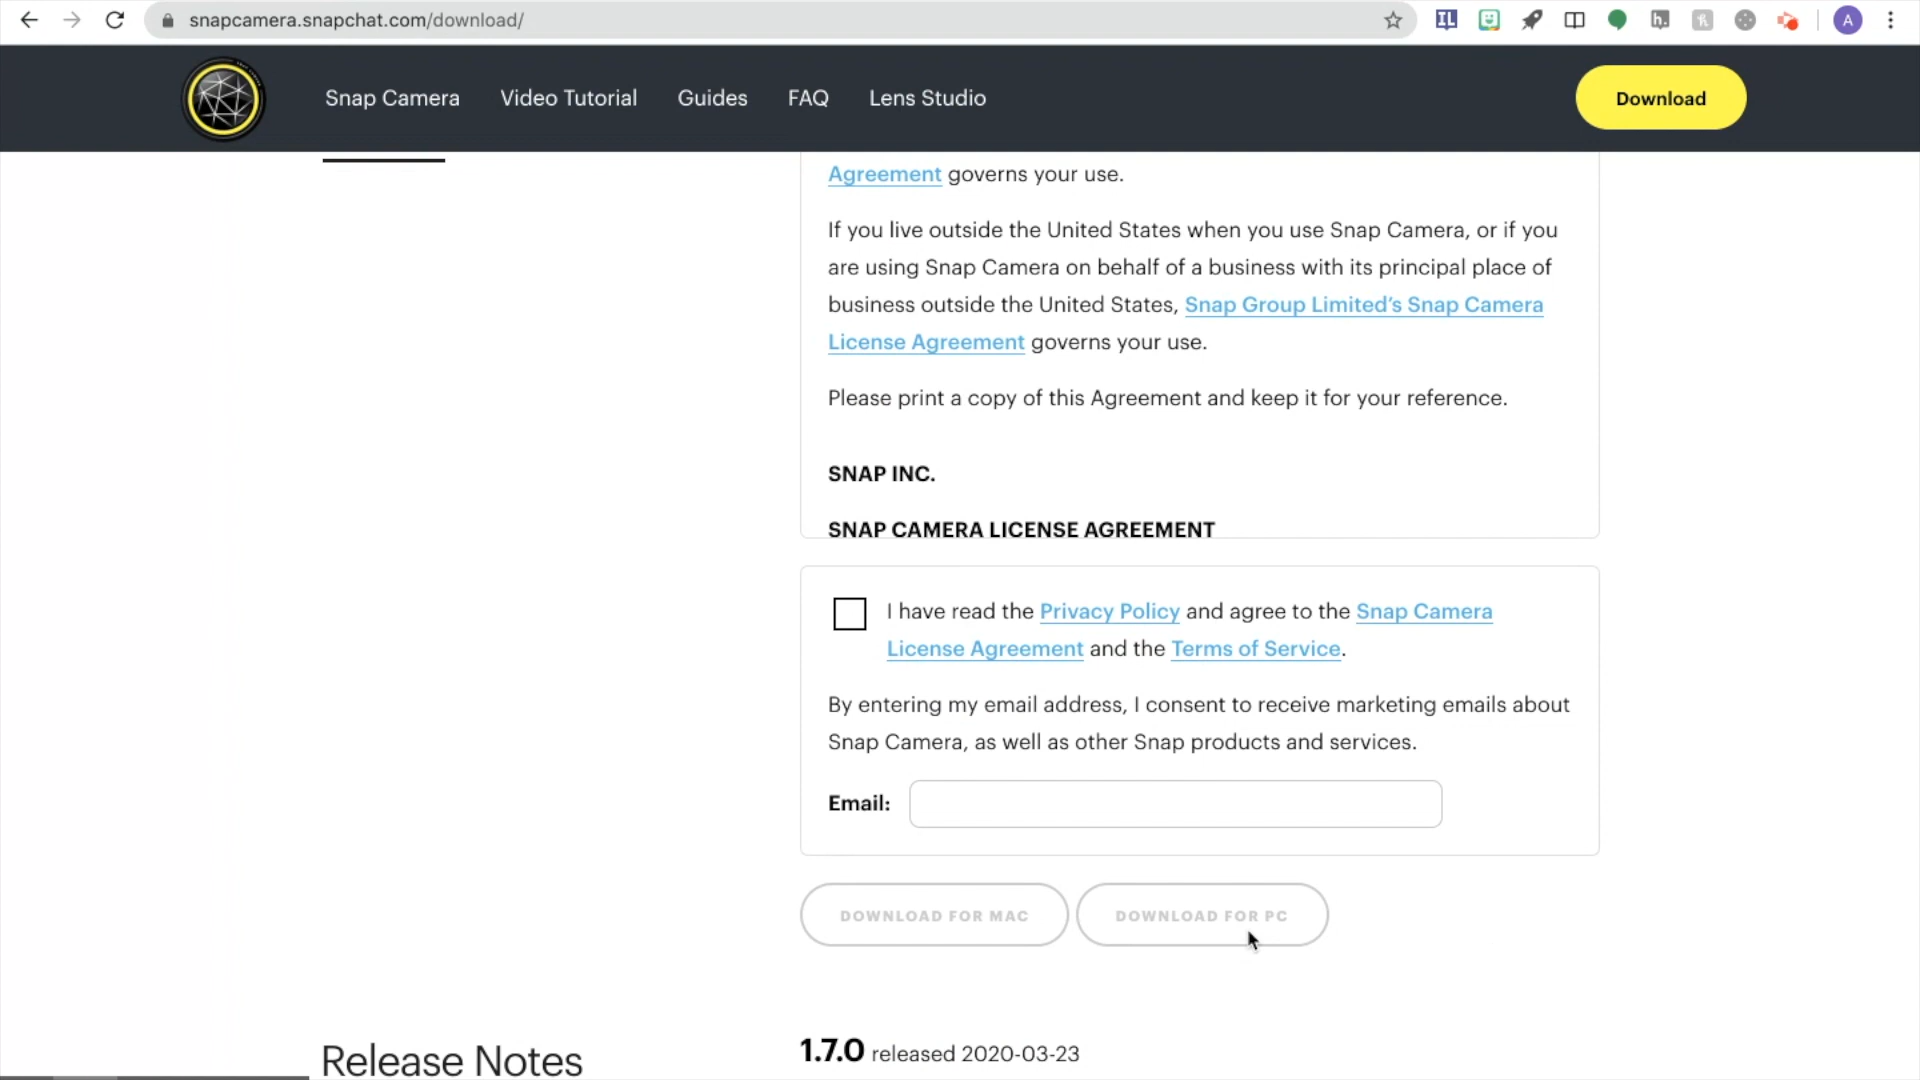 snapcamera.snapchat.com/download/
IL
h.
A
Snap Camera
Video Tutorial
Guides
FAQ
Lens Studio
Download
Agreement governs your use.
If you live outside the United States when you use Snap Camera, or if you
are using Snap Camera on behalf of a business with its principal place of
business outside the United States, Snap Group Limited’s Snap Camera
License Agreement governs your use.
Please print a copy of this Agreement and keep it for your reference.
SNAP INC.
SNAP CAMERA LICENSE AGREEMENT
I have read the Privacy Policy and agree to the Snap Camera
License Agreement and the Terms of Service.
By entering my email address, I consent to receive marketing emails about
Snap Camera, as well as other Snap products and services.
Email:
DOWNLOAD FOR MAC
DOWNLOAD FOR PC
Release Notes
1.7.0 released 2020-03-23